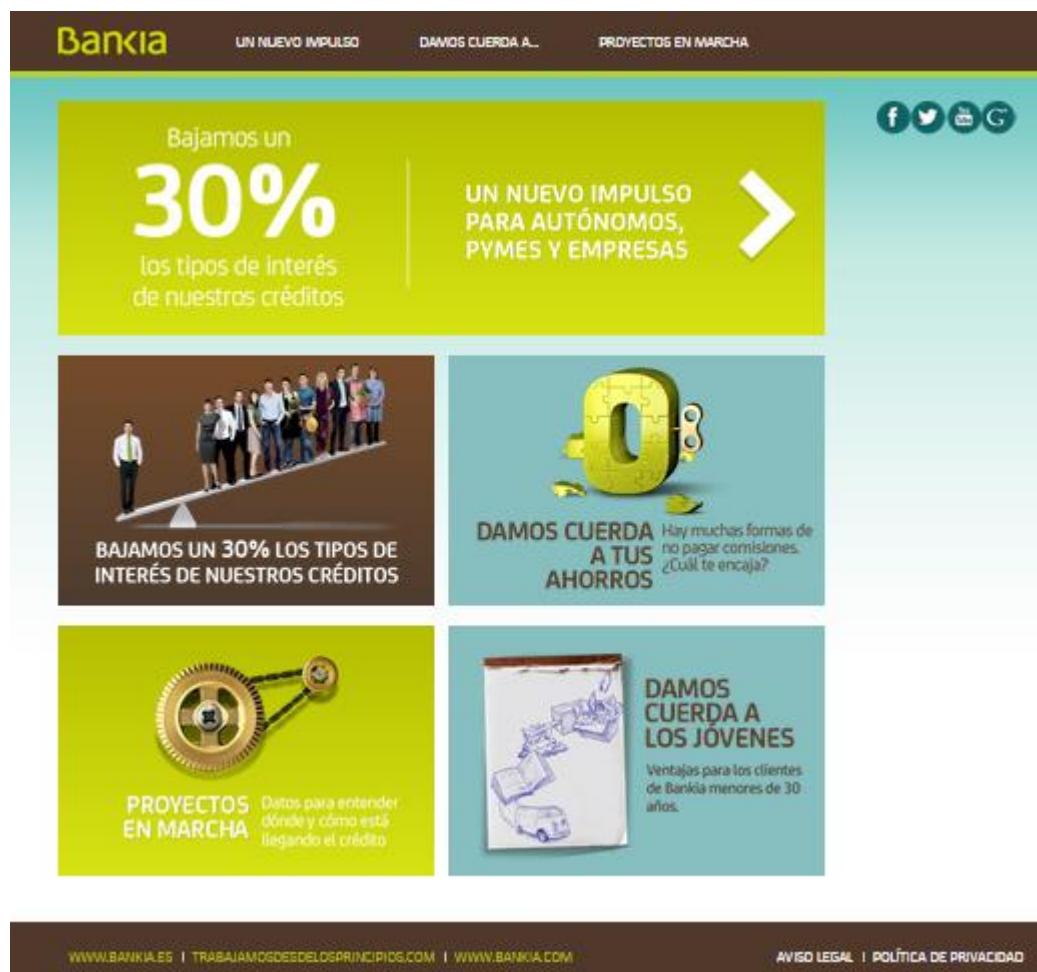 Bankia
UN NUEVO IMPULSO
DAMOS CUERDA A...
PROYECTOS EN MARCHA
Bajamos un
30%
los tipos de interés
de nuestros créditos
UN NUEVO IMPULSO
PARA AUTÓNOMOS,
PYMES Y EMPRESAS
BAJAMOS UN 30% LOS TIPOS DE
INTERÉS DE NUESTROS CRÉDITOS
DAMOS CUERDA
A TUS
AHORROS
Hay muchas formas de
no pagar comisiones.
¿Cuál te encaja?
PROYECTOS
EN MARCHA
Datos para entender
dónde y cómo está
llegando el crédito
DAMOS
CUERDA A
LOS JÓVENES
Ventajas para los clientes
de Bankia menores de 30
años.
WWW.BANKIA.ES | TRABAJAMOSDESDELOSPRINCIPIOS.COM | WWW.BANKIA.COM
AVISO LEGAL | POLÍTICA DE PRIVACIDAD